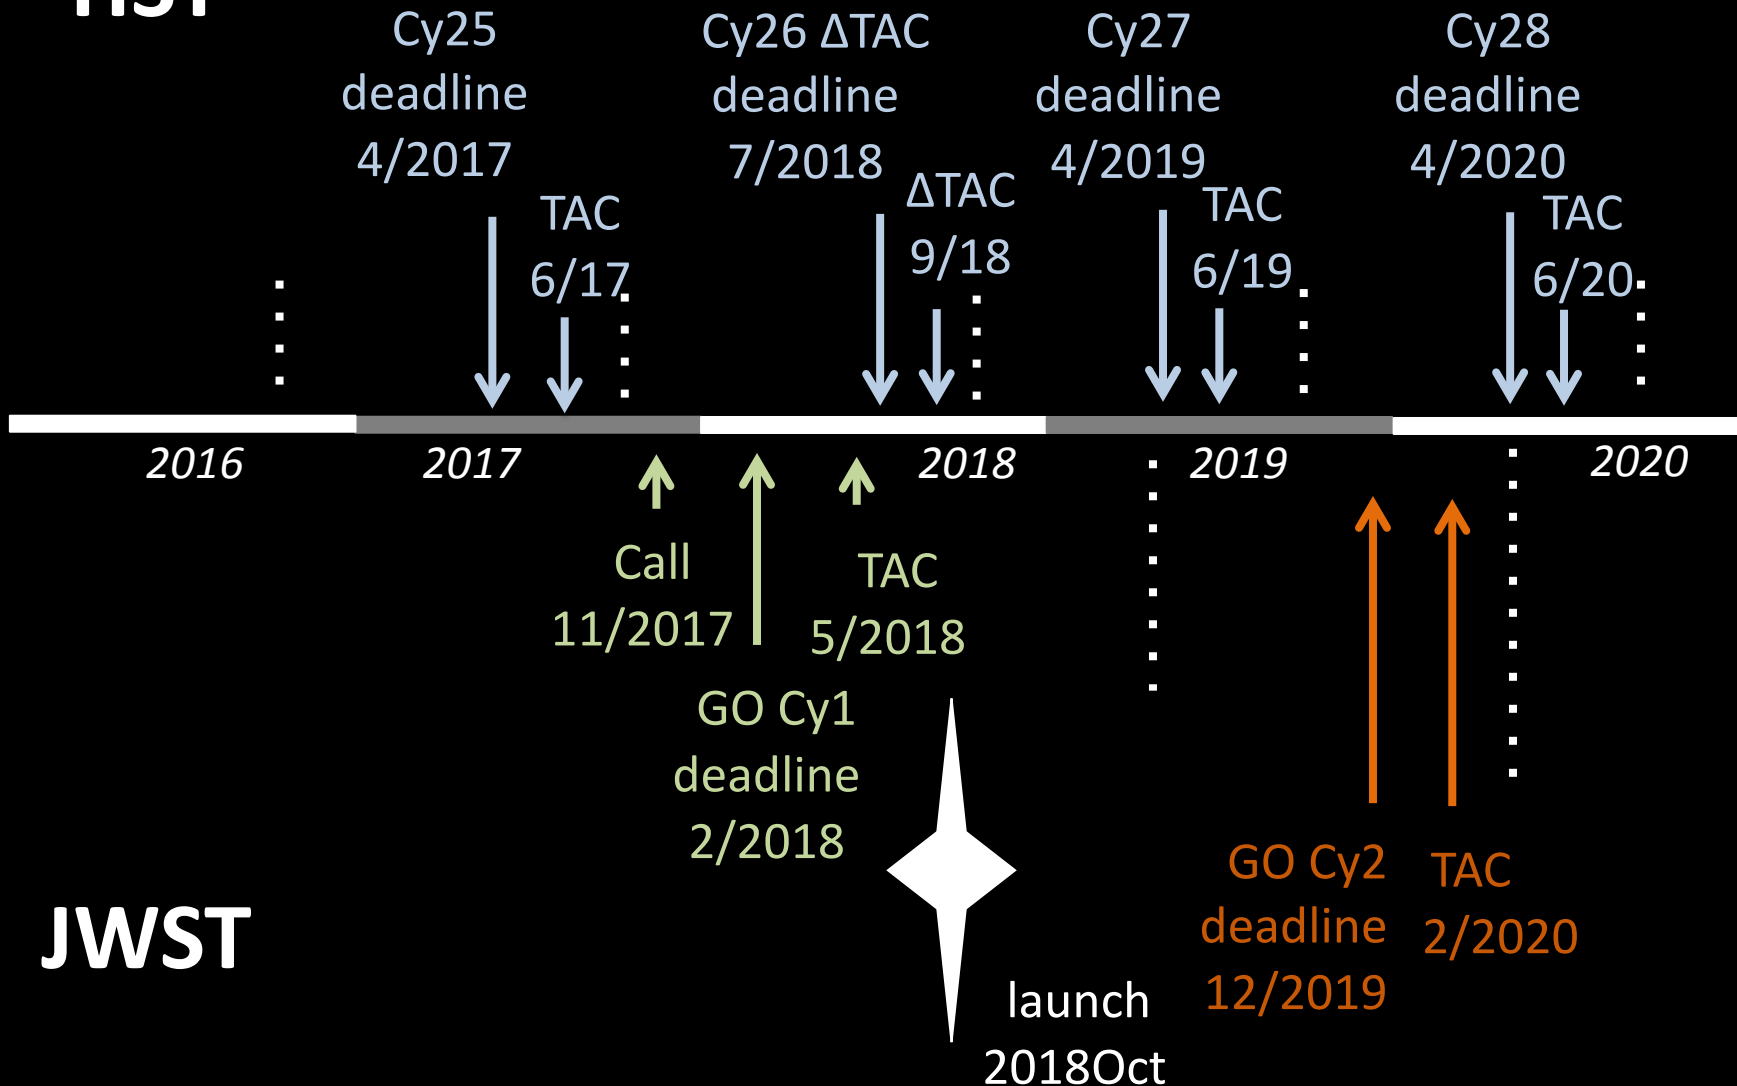 HST
Cy25
deadline
4/2017
TAC
6/17
Cy26 ΔTAC
deadline
7/2018
ΔTAC
9/18
Cy27
deadline
4/2019
TAC
6/19
Cy28
deadline
4/2020
TAC
6/20
2016
2017
2018
2019
2020
Call
11/2017
GO Cy1
deadline
2/2018
TAC
5/2018
launch
2018Oct
GO Cy2
deadline
12/2019
TAC
2/2020
JWST